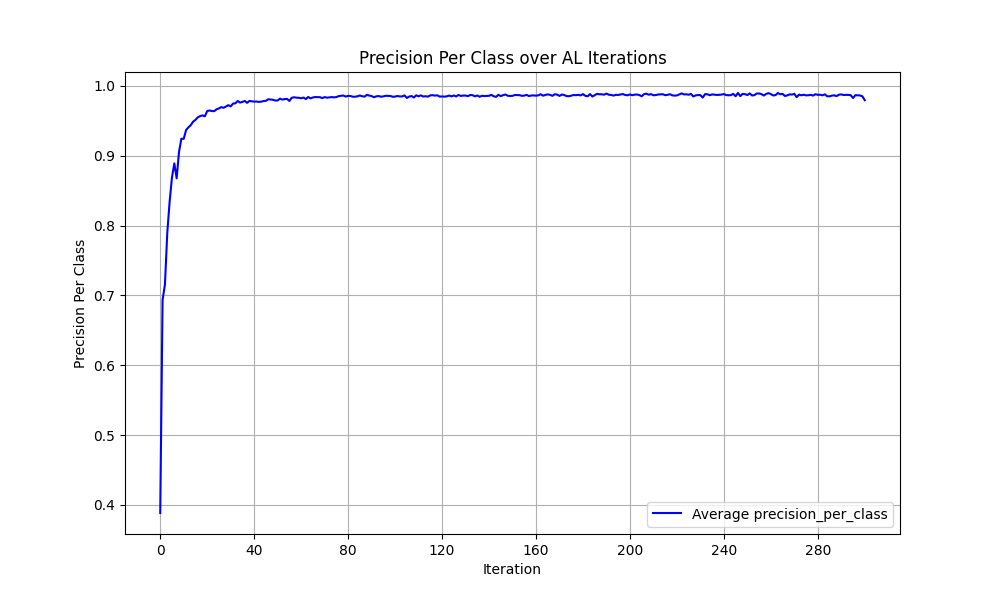 Precision Per Class over AL Iterations
Precision Per Class
1.0
0.9
0.8
0.7
0.6
0.5
0.4
Average precision_per_class
0 40 80 120 160 200 240 280
Iteration